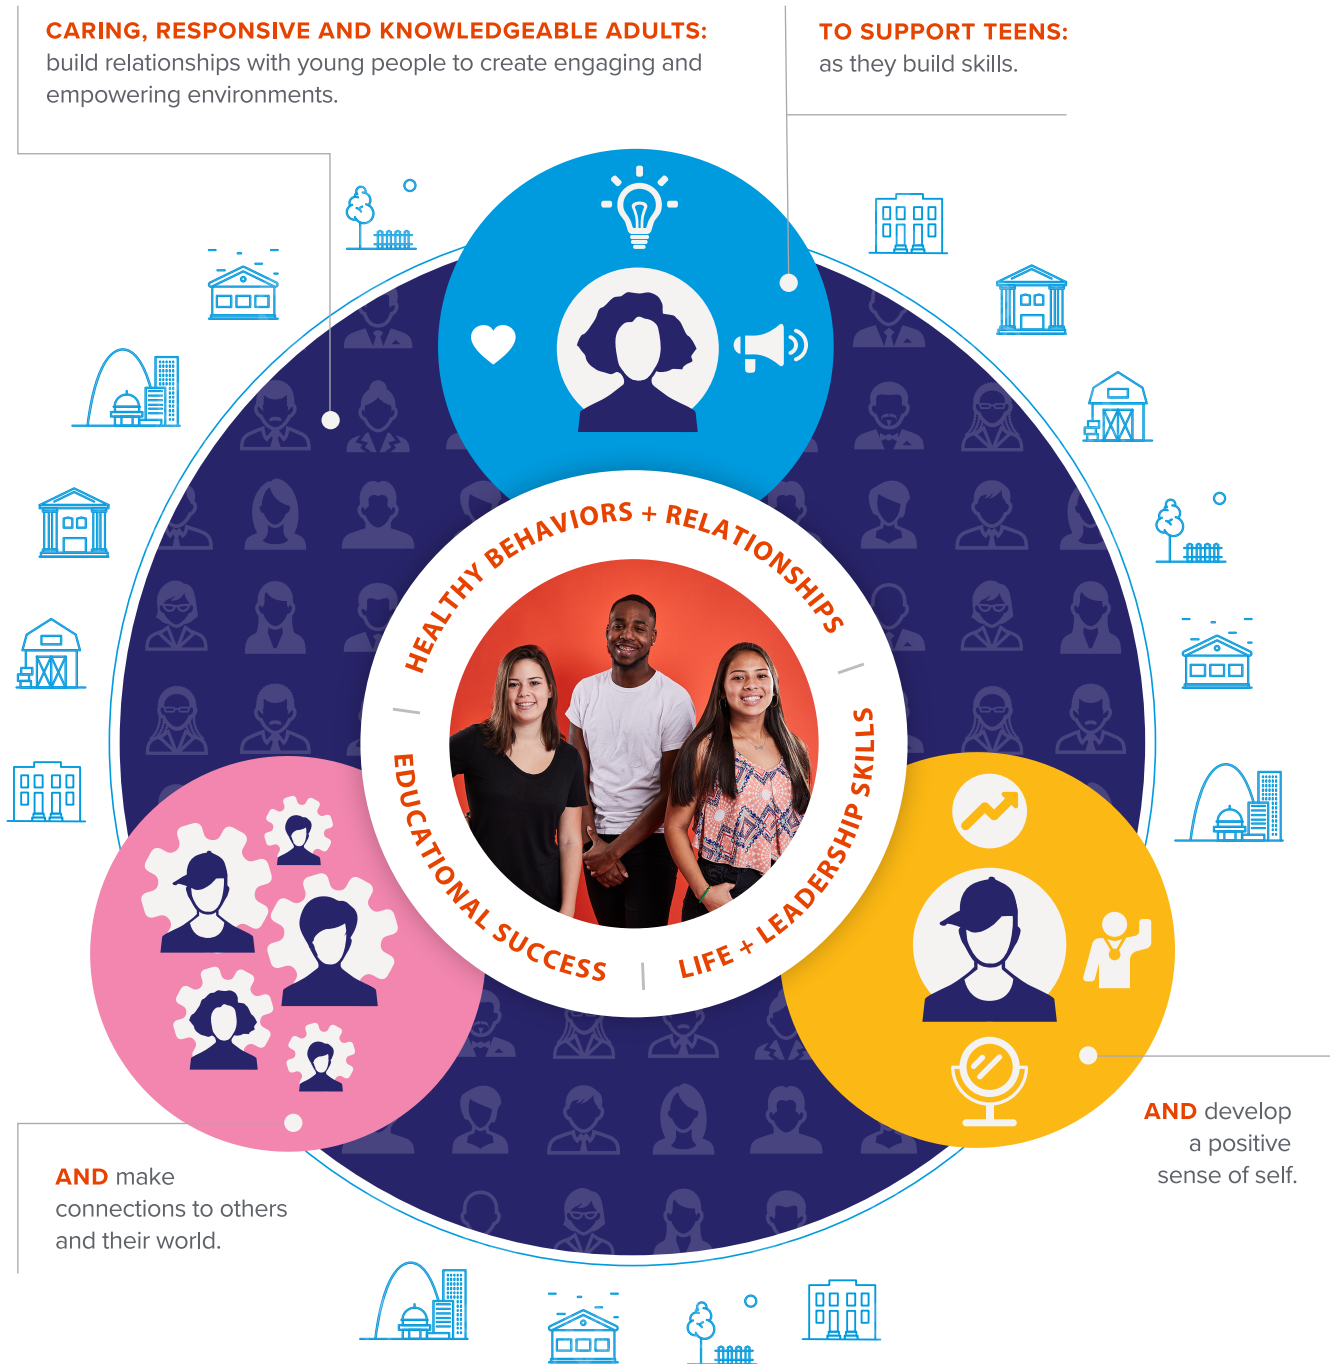 CARING, RESPONSIVE AND KNOWLEDGEABLE ADULTS:
build relationships with young people to create engaging and
empowering environments.
TO SUPPORT TEENS:
as they build skills.
HEALTHY BEHAVIORS + RELATIONSHIPS
LIFE + LEADERSHIP SKILLS
EDUCATIONAL SUCCESS
AND develop
a positive
sense of self.
AND make
connections to others
and their world.